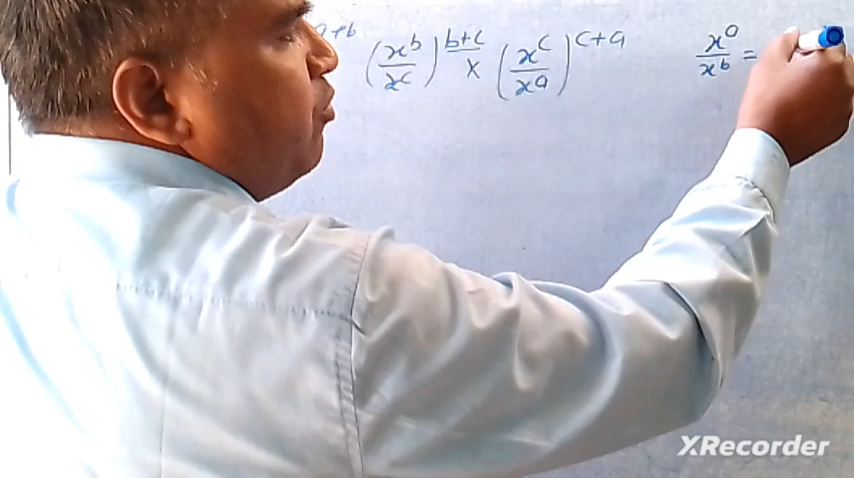 a+b (x^b/x^c)^b+c × (x^c/x^a)^c+a x^a/x^b =
XRecorder